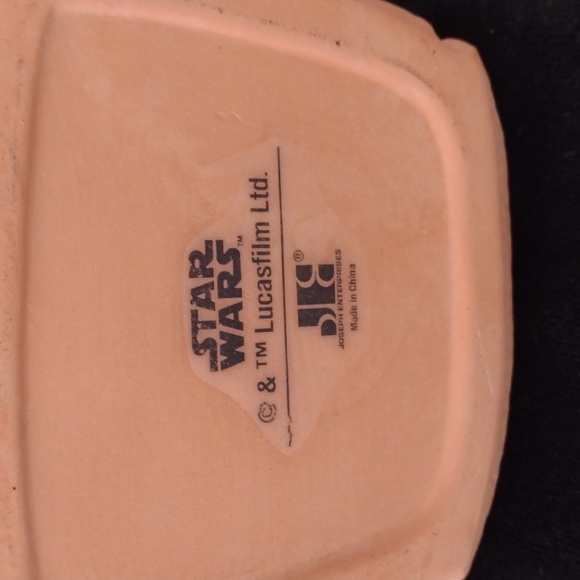 STAR
WARS™
© & ™ Lucasfilm Ltd.
JE®
JOSEPH ENTERPRISES
Made in China